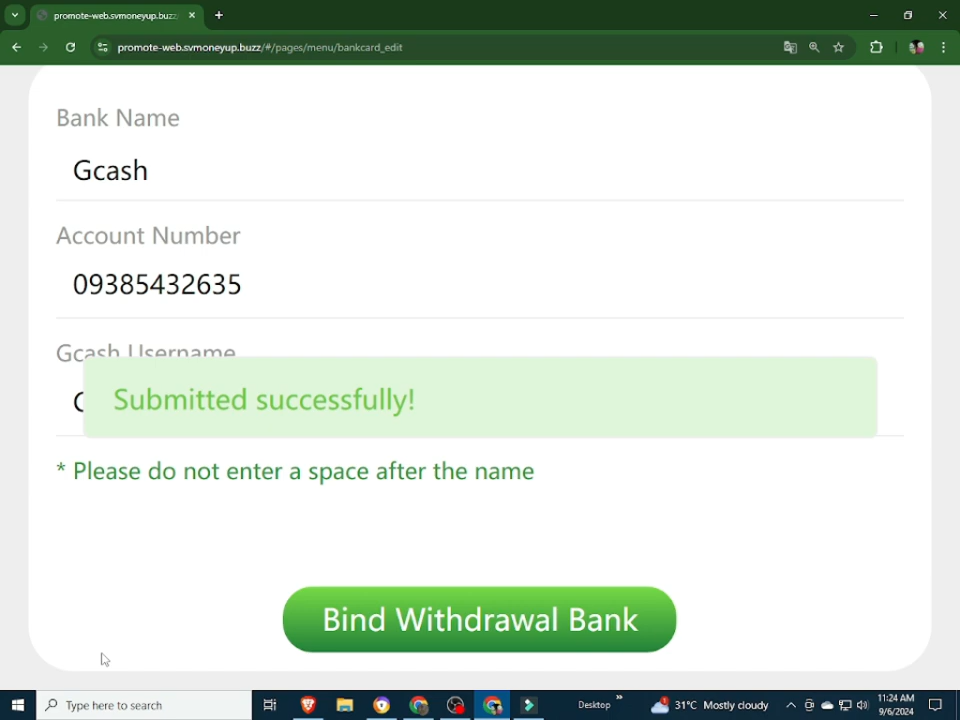 promote-web.svmoneyup.buzz/
promote-web.svmoneyup.buzz/#/pages/menu/bankcard_edit
Bank Name
Gcash
Account Number
09385432635
Gcash Username
Submitted successfully!
* Please do not enter a space after the name
Bind Withdrawal Bank
Type here to search
Desktop
31°C Mostly cloudy
11:24 AM
9/6/2024